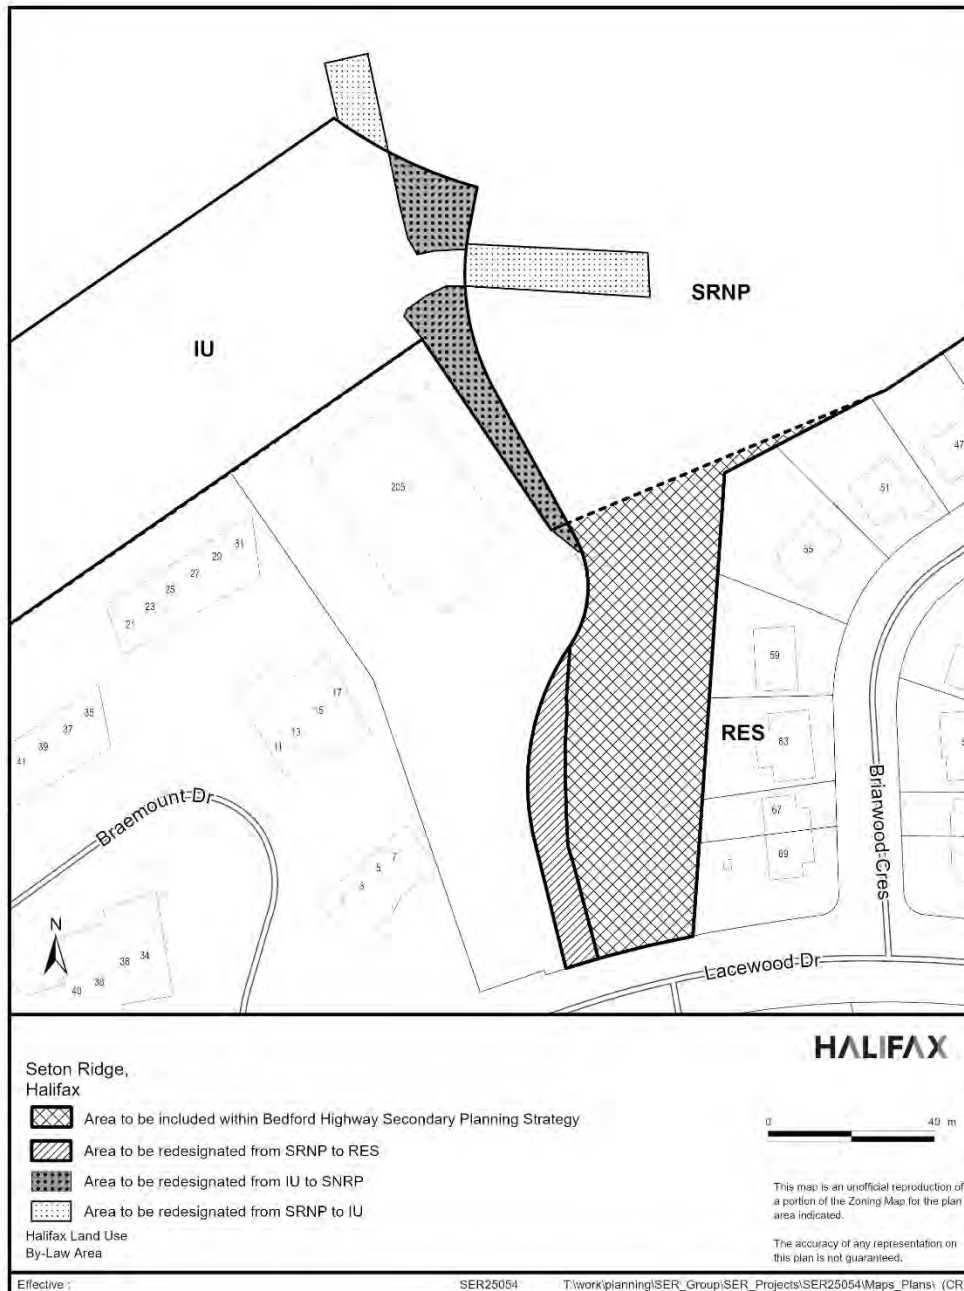 IU
SRNP
205
47
51
55
31
29
27
25
23
21
59
17
15
13
11
35
37
39
41
RES
63
67
69
Braemount Dr
Briarwood Cres
7
5
3
N
38
34
40
38
Lacewood Dr
HALIFAX
Seton Ridge,
Halifax
Area to be included within Bedford Highway Secondary Planning Strategy
Area to be redesignated from SRNP to RES
Area to be redesignated from IU to SNRP
Area to be redesignated from SRNP to IU
Halifax Land Use
By-Law Area
0 40 m
This map is an unofficial reproduction of
a portion of the Zoning Map for the plan
area indicated.
The accuracy of any representation on
this plan is not guaranteed.
Effective : SER25054 T:\work\planning\SER_Group\SER_Projects\SER25054\Maps_Plans\ (CR